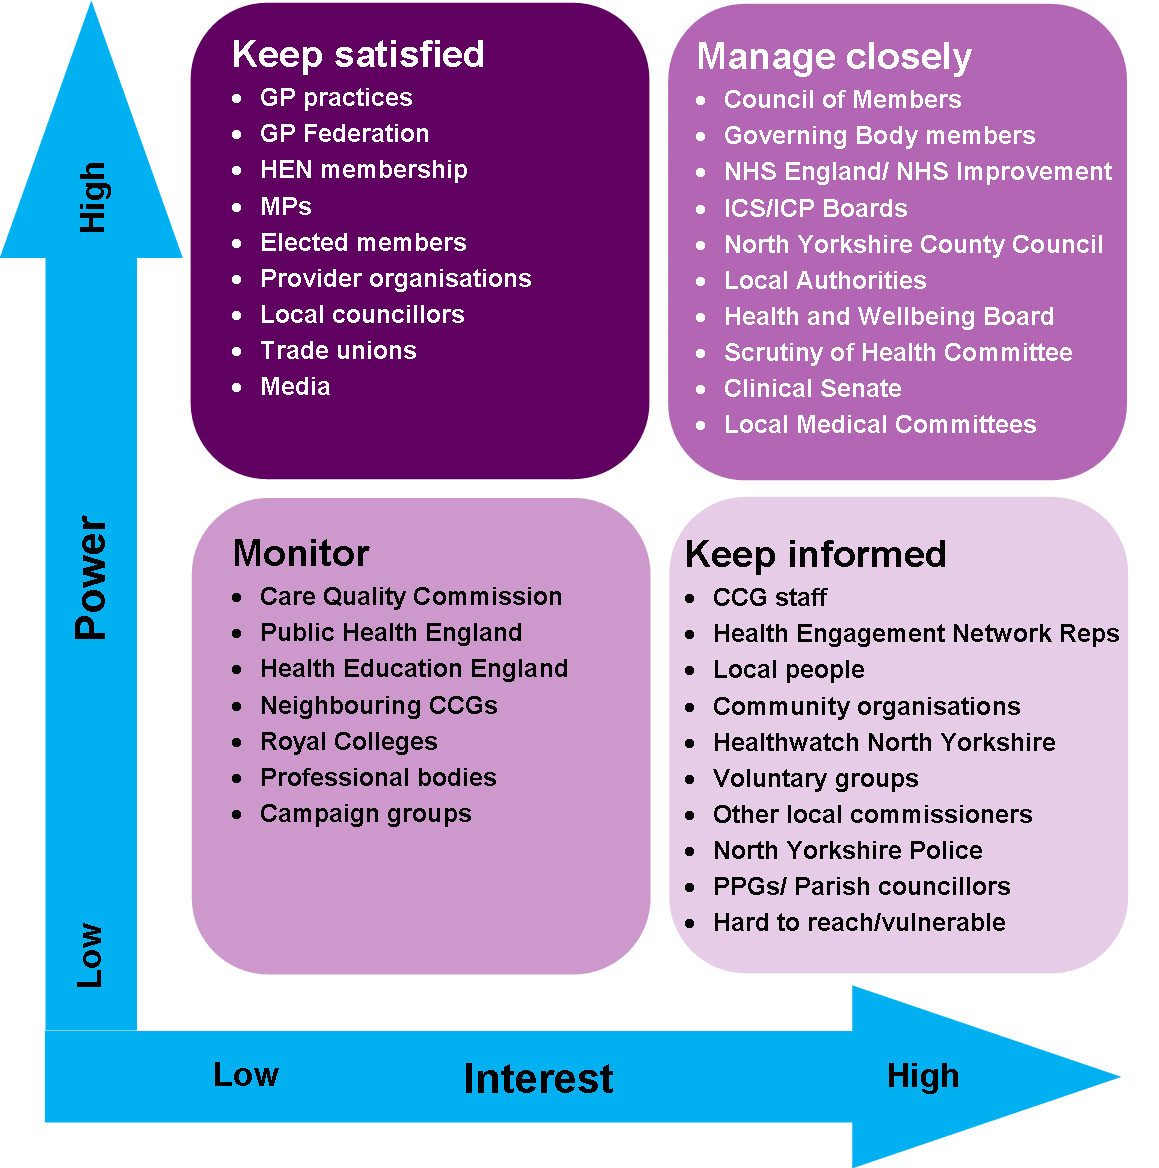 Keep satisfied
• GP practices
• GP Federation
• HEN membership
• MPs
• Elected members
• Provider organisations
• Local councillors
• Trade unions
• Media
Manage closely
• Council of Members
• Governing Body members
• NHS England/ NHS Improvement
• ICS/ICP Boards
• North Yorkshire County Council
• Local Authorities
• Health and Wellbeing Board
• Scrutiny of Health Committee
• Clinical Senate
• Local Medical Committees
Monitor
• Care Quality Commission
• Public Health England
• Health Education England
• Neighbouring CCGs
• Royal Colleges
• Professional bodies
• Campaign groups
Keep informed
• CCG staff
• Health Engagement Network Reps
• Local people
• Community organisations
• Healthwatch North Yorkshire
• Voluntary groups
• Other local commissioners
• North Yorkshire Police
• PPGs/ Parish councillors
• Hard to reach/vulnerable
High
Power
Low
Low
Interest
High